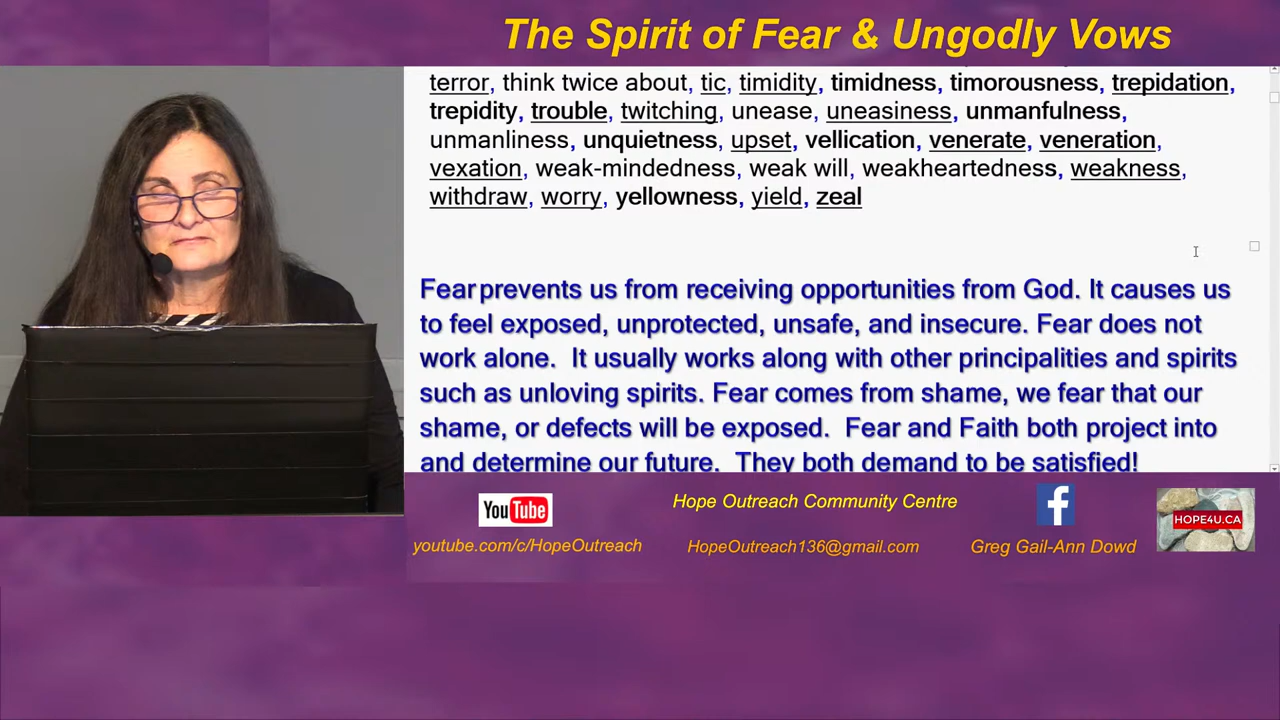 The Spirit of Fear & Ungodly Vows
terror, think twice about, tic, timidity, timidness, timorousness, trepidation,
trepidity, trouble, twitching, unease, uneasiness, unmanfulness,
unmanliness, unquietness, upset, vellication, venerate, veneration,
vexation, weak-mindedness, weak will, weakheartedness, weakness,
withdraw, worry, yellowness, yield, zeal
Fear prevents us from receiving opportunities from God. It causes us
to feel exposed, unprotected, unsafe, and insecure. Fear does not
work alone. It usually works along with other principalities and spirits
such as unloving spirits. Fear comes from shame, we fear that our
shame, or defects will be exposed. Fear and Faith both project into
and determine our future. They both demand to be satisfied!
YouTube
Hope Outreach Community Centre
HOPE4U.CA
youtube.com/c/HopeOutreach
HopeOutreach136@gmail.com
Greg Gail-Ann Dowd